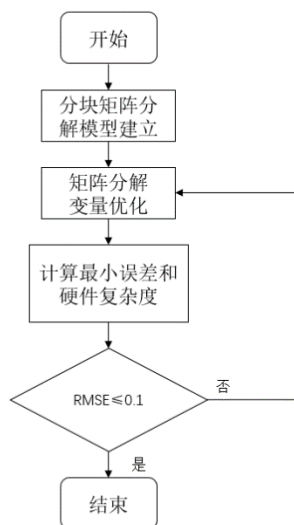 开始
分块矩阵分
解模型建立
矩阵分解
变量优化
计算最小误差和
硬件复杂度
RMSE≤0.1
否
是
结束